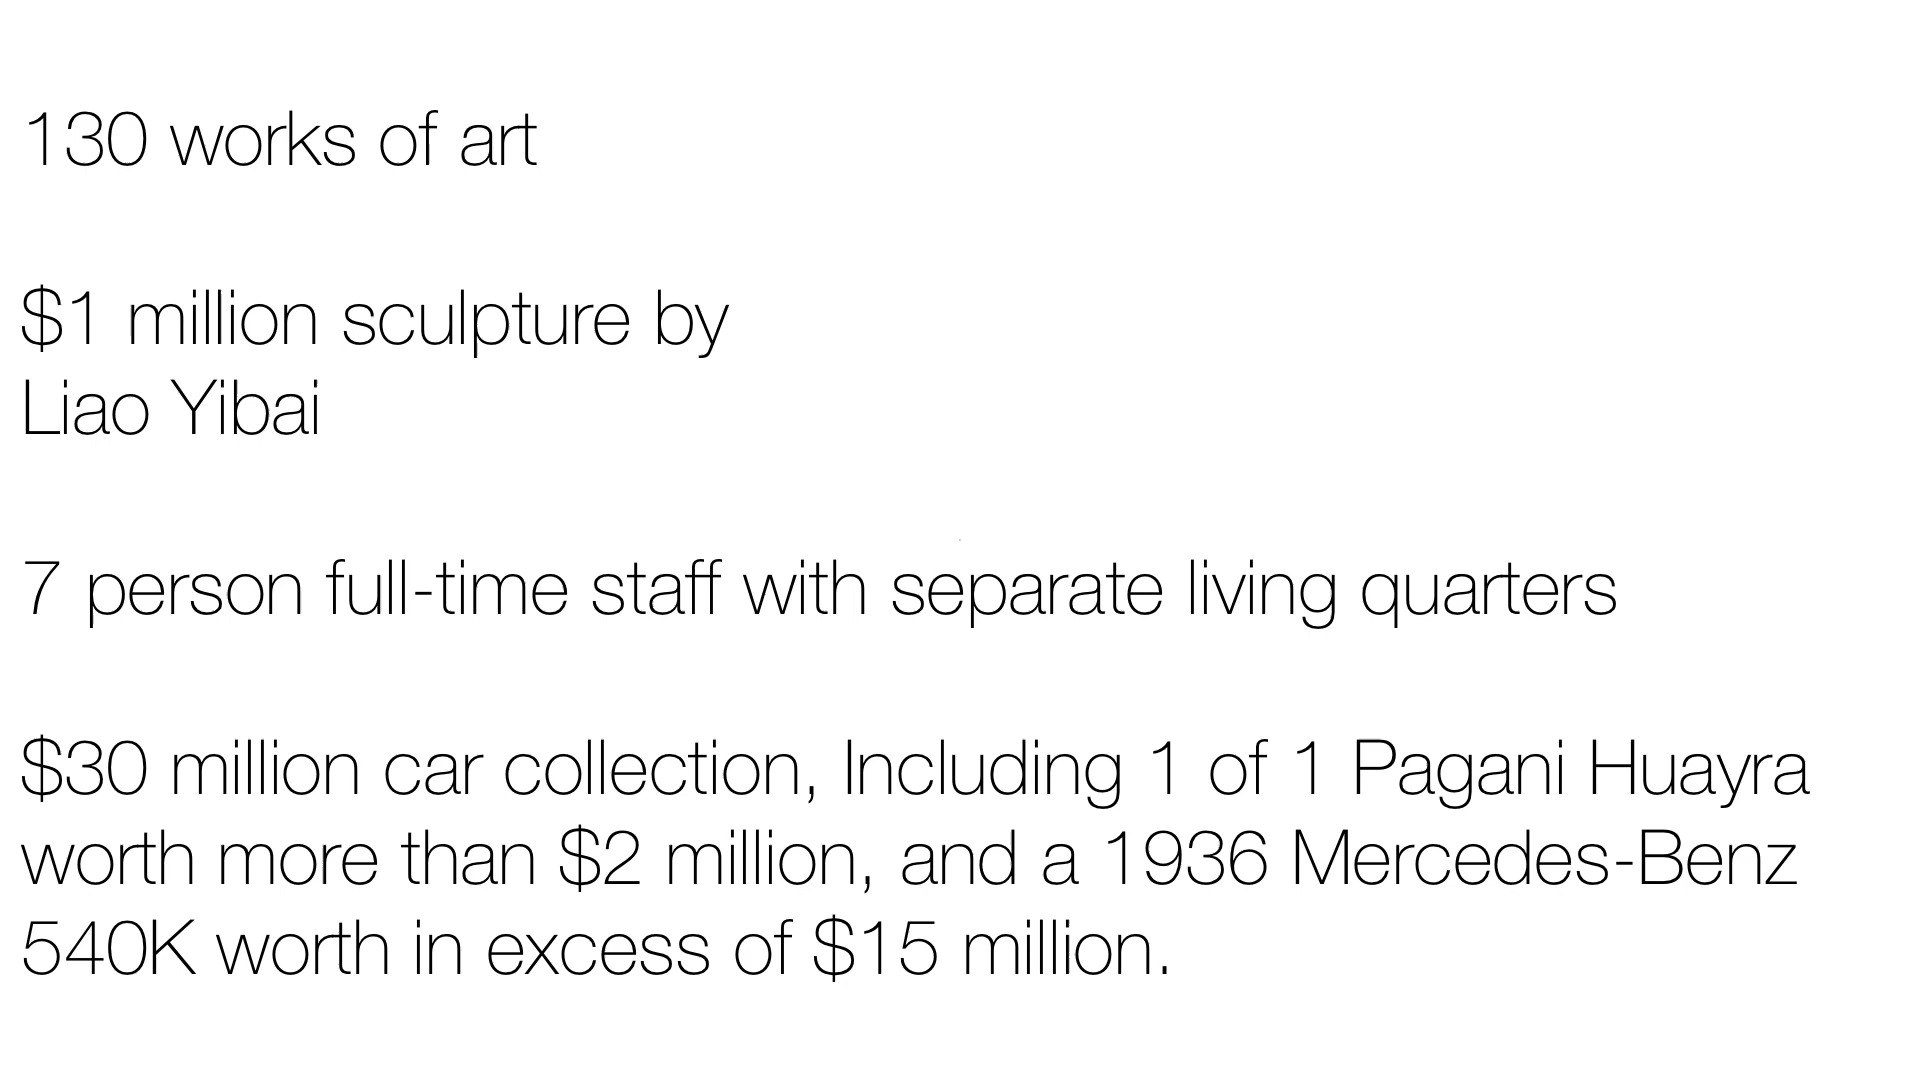 130 works of art
$1 million sculpture by
Liao Yibai
7 person full-time staff with separate living quarters
$30 million car collection, Including 1 of 1 Pagani Huayra
worth more than $2 million, and a 1936 Mercedes-Benz
540K worth in excess of $15 million.